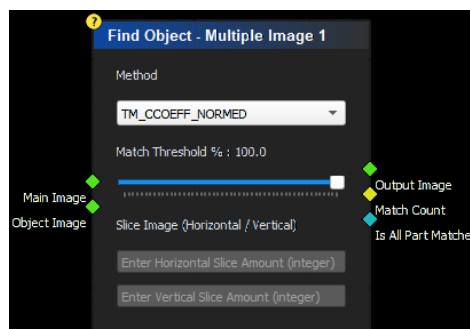 ?
Find Object - Multiple Image 1
Method
TM_CCOEFF_NORMED
Match Threshold % : 100.0
Main Image
Object Image
Output Image
Match Count
Is All Part Matche
Slice Image (Horizontal / Vertical)
Enter Horizontal Slice Amount (integer)
Enter Vertical Slice Amount (integer)